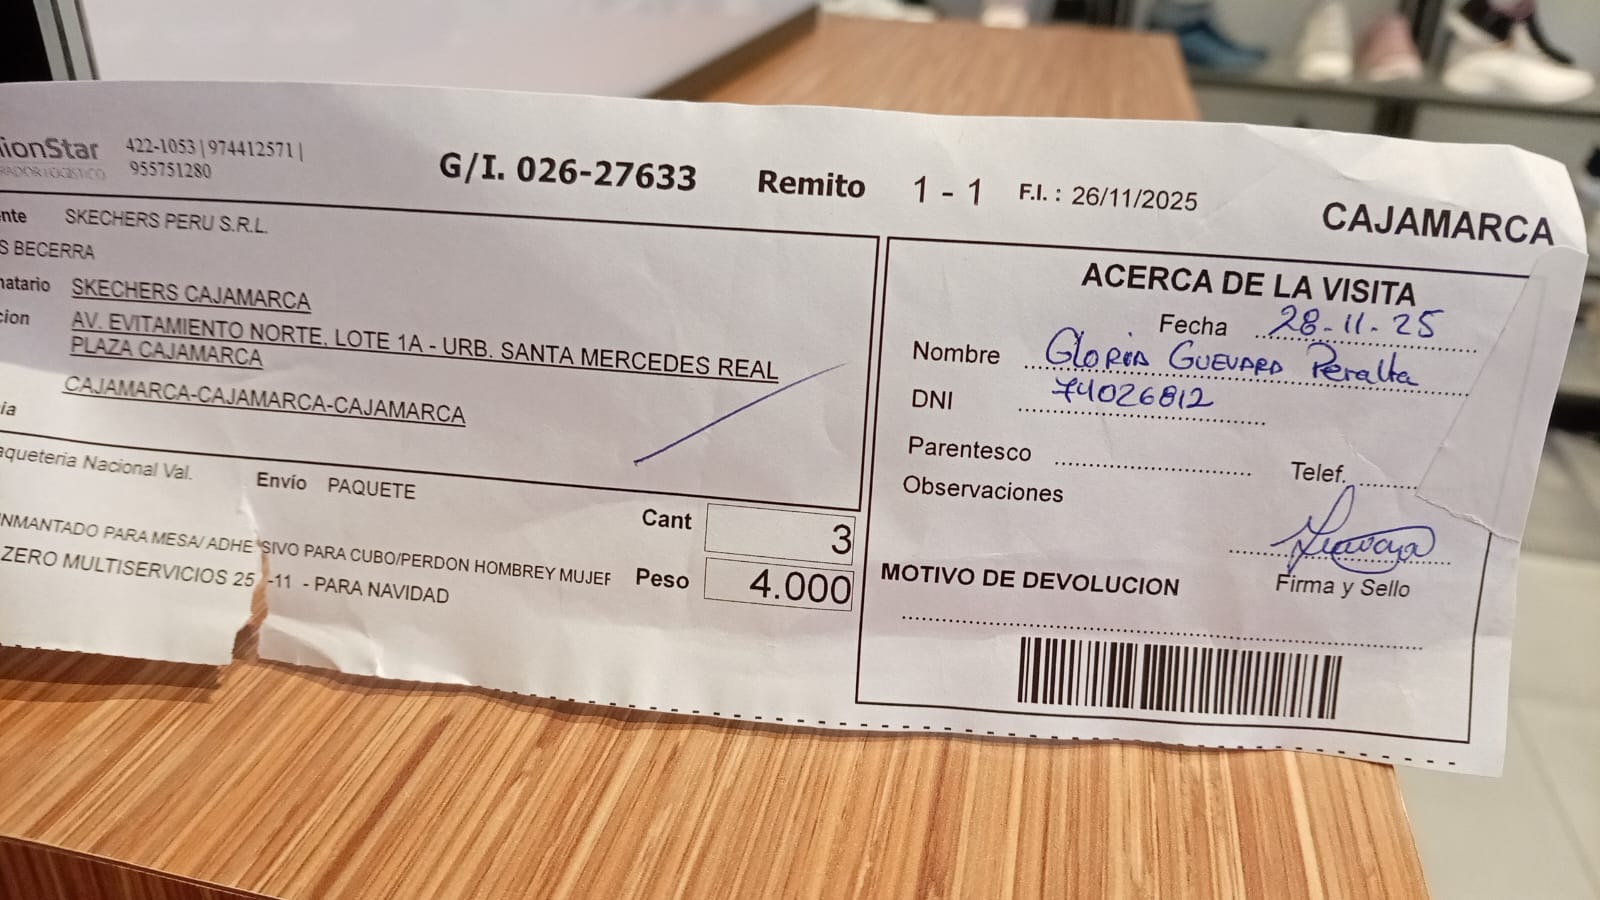 ionStar
422-1053 | 974412571 |
955751280
G/I. 026-27633
Remito
1 - 1
F.I. : 26/11/2025
CAJAMARCA
nte SKECHERS PERU S.R.L.
S BECERRA
natario SKECHERS CAJAMARCA
cion AV. EVITAMIENTO NORTE, LOTE 1A - URB. SANTA MERCEDES REAL
PLAZA CAJAMARCA
CAJAMARCA-CAJAMARCA-CAJAMARCA
ia
aqueteria Nacional Val.
Envío PAQUETE
Cant 3
NMANTADO PARA MESA/ ADHESIVO PARA CUBO/PERDON HOMBREY MUJER
Peso 4.000
ZERO MULTISERVICIOS 25 -11 - PARA NAVIDAD
ACERCA DE LA VISITA
Fecha 28-11-25
Nombre Gloria Guevara Peralta
DNI 74026812
Parentesco
Telef.
Observaciones
Firma y Sello
MOTIVO DE DEVOLUCION